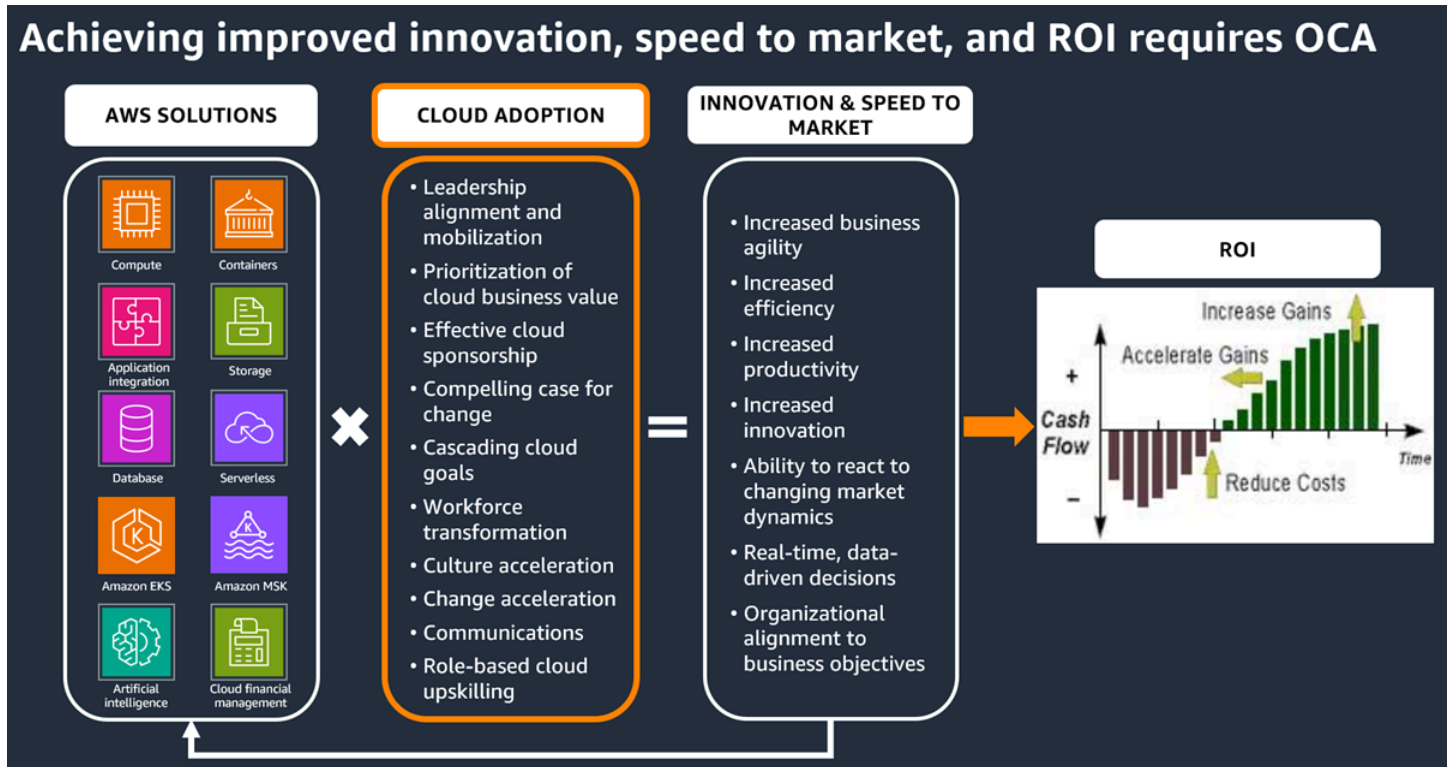 Achieving improved innovation, speed to market, and ROI requires OCA
AWS SOLUTIONS
Compute
Containers
Application
integration
Storage
Database
Serverless
K
Amazon EKS
K
Amazon MSK
Artificial
intelligence
Cloud financial
management
×
CLOUD ADOPTION
• Leadership
alignment and
mobilization
• Prioritization of
cloud business value
• Effective cloud
sponsorship
• Compelling case for
change
• Cascading cloud
goals
• Workforce
transformation
• Culture acceleration
• Change acceleration
• Communications
• Role-based cloud
upskilling
=
INNOVATION & SPEED TO
MARKET
• Increased business
agility
• Increased
efficiency
• Increased
productivity
• Increased
innovation
• Ability to react to
changing market
dynamics
• Real-time, data-
driven decisions
• Organizational
alignment to
business objectives
ROI
Increase Gains
Accelerate Gains
+
Cash
Flow
−
Time
Reduce Costs